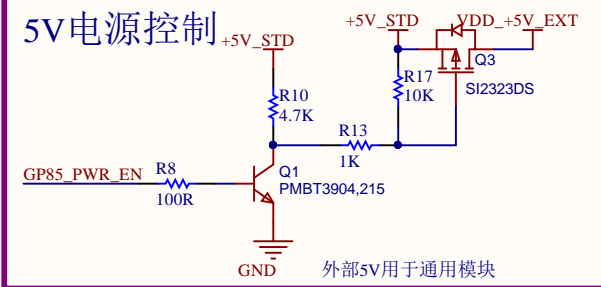 5V电源控制
+5V_STD
+5V_STD
VDD_+5V_EXT
Q3
SI2323DS
R17
10K
R10
4.7K
R13
1K
GP85_PWR_EN
R8
100R
Q1
PMBT3904,215
GND
外部5V用于通用模块